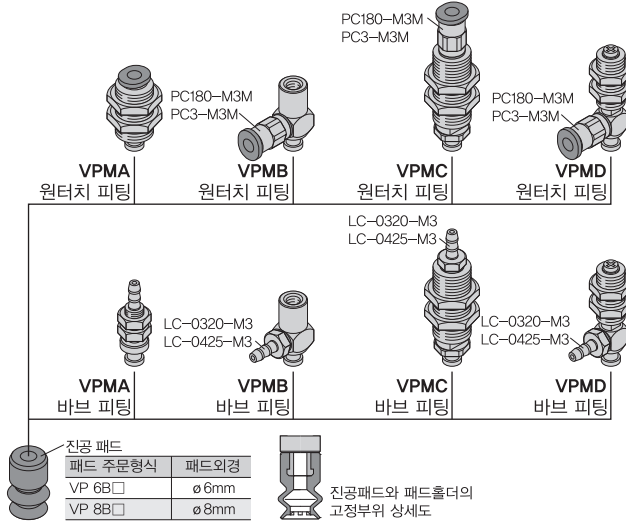 PC180-M3M
PC3-M3M
PC180-M3M
PC3-M3M
PC180-M3M
PC3-M3M
VPMA
원터치 피팅
VPMB
원터치 피팅
VPMC
원터치 피팅
VPMD
원터치 피팅
LC-0320-M3
LC-0425-M3
LC-0320-M3
LC-0425-M3
LC-0320-M3
LC-0425-M3
VPMA
바브 피팅
VPMB
바브 피팅
VPMC
바브 피팅
VPMD
바브 피팅
진공 패드
패드 주문형식 패드외경
VP 6B□ ø6mm
VP 8B□ ø8mm
진공패드와 패드홀더의
고정부위 상세도